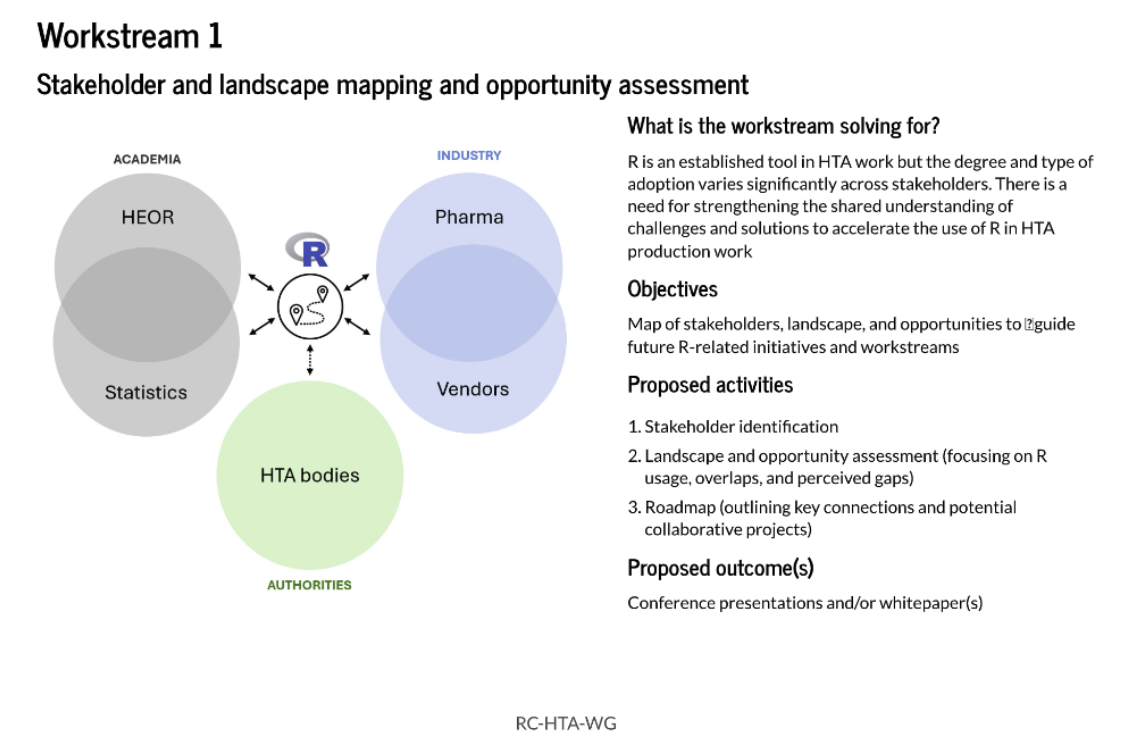 Workstream 1
Stakeholder and landscape mapping and opportunity assessment
ACADEMIA
HEOR
Statistics
R
INDUSTRY
Pharma
Vendors
HTA bodies
AUTHORITIES
What is the workstream solving for?
R is an established tool in HTA work but the degree and type of
adoption varies significantly across stakeholders. There is a
need for strengthening the shared understanding of
challenges and solutions to accelerate the use of R in HTA
production work
Objectives
Map of stakeholders, landscape, and opportunities to guide
future R-related initiatives and workstreams
Proposed activities
1. Stakeholder identification
2. Landscape and opportunity assessment (focusing on R
usage, overlaps, and perceived gaps)
3. Roadmap (outlining key connections and potential
collaborative projects)
Proposed outcome(s)
Conference presentations and/or whitepaper(s)
RC-HTA-WG